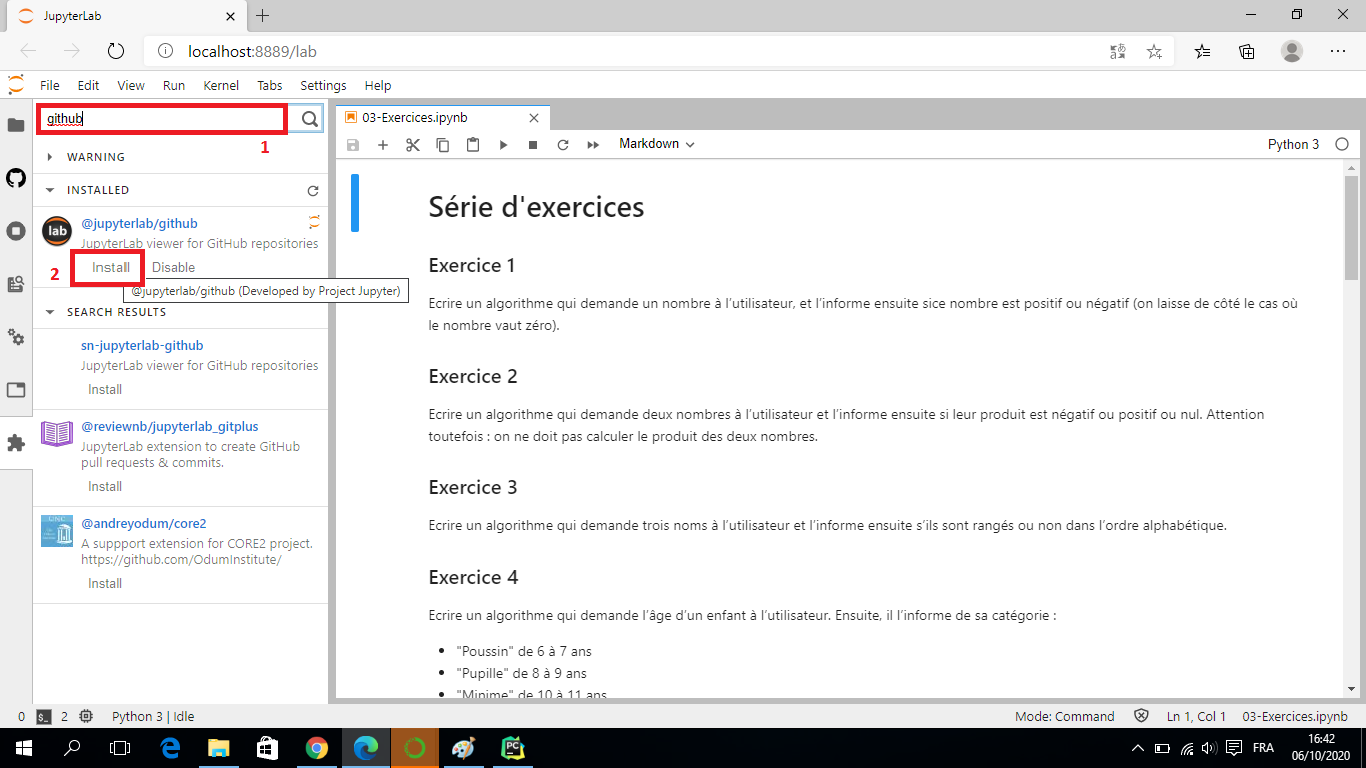 JupyterLab
localhost:8889/lab
File Edit View Run Kernel Tabs Settings Help
github
1
WARNING
INSTALLED
lab
@jupyterlab/github
JupyterLab viewer for GitHub repositories
2
Install Disable
@jupyterlab/github (Developed by Project Jupyter)
SEARCH RESULTS
sn-jupyterlab-github
JupyterLab viewer for GitHub repositories
Install
@reviewnb/jupyterlab_gitplus
JupyterLab extension to create GitHub
pull requests & commits.
Install
UNC
@andreyodum/core2
A suppport extension for CORE2 project.
https://github.com/OdumInstitute/
Install
03-Exercices.ipynb
Markdown
Python 3
Série d'exercices
Exercice 1
Ecrire un algorithme qui demande un nombre à l’utilisateur, et l’informe ensuite sice nombre est positif ou négatif (on laisse de côté le cas où
le nombre vaut zéro).
Exercice 2
Ecrire un algorithme qui demande deux nombres à l’utilisateur et l’informe ensuite si leur produit est négatif ou positif ou nul. Attention
toutefois : on ne doit pas calculer le produit des deux nombres.
Exercice 3
Ecrire un algorithme qui demande trois noms à l’utilisateur et l’informe ensuite s’ils sont rangés ou non dans l’ordre alphabétique.
Exercice 4
Ecrire un algorithme qui demande l’âge d’un enfant à l’utilisateur. Ensuite, il l’informe de sa catégorie :
"Poussin" de 6 à 7 ans
"Pupille" de 8 à 9 ans
"Minime" de 10 à 11 ans
0 2 Python 3 | Idle
Mode: Command Ln 1, Col 1 03-Exercices.ipynb
PC
FRA
16:42
06/10/2020